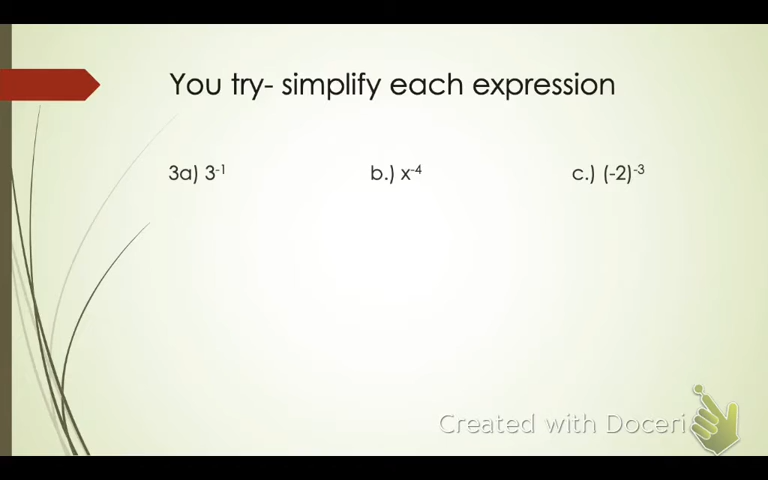 You try- simplify each expression
3a) 3⁻¹ b.) x⁻⁴ c.) (-2)⁻³
Created with Doceri